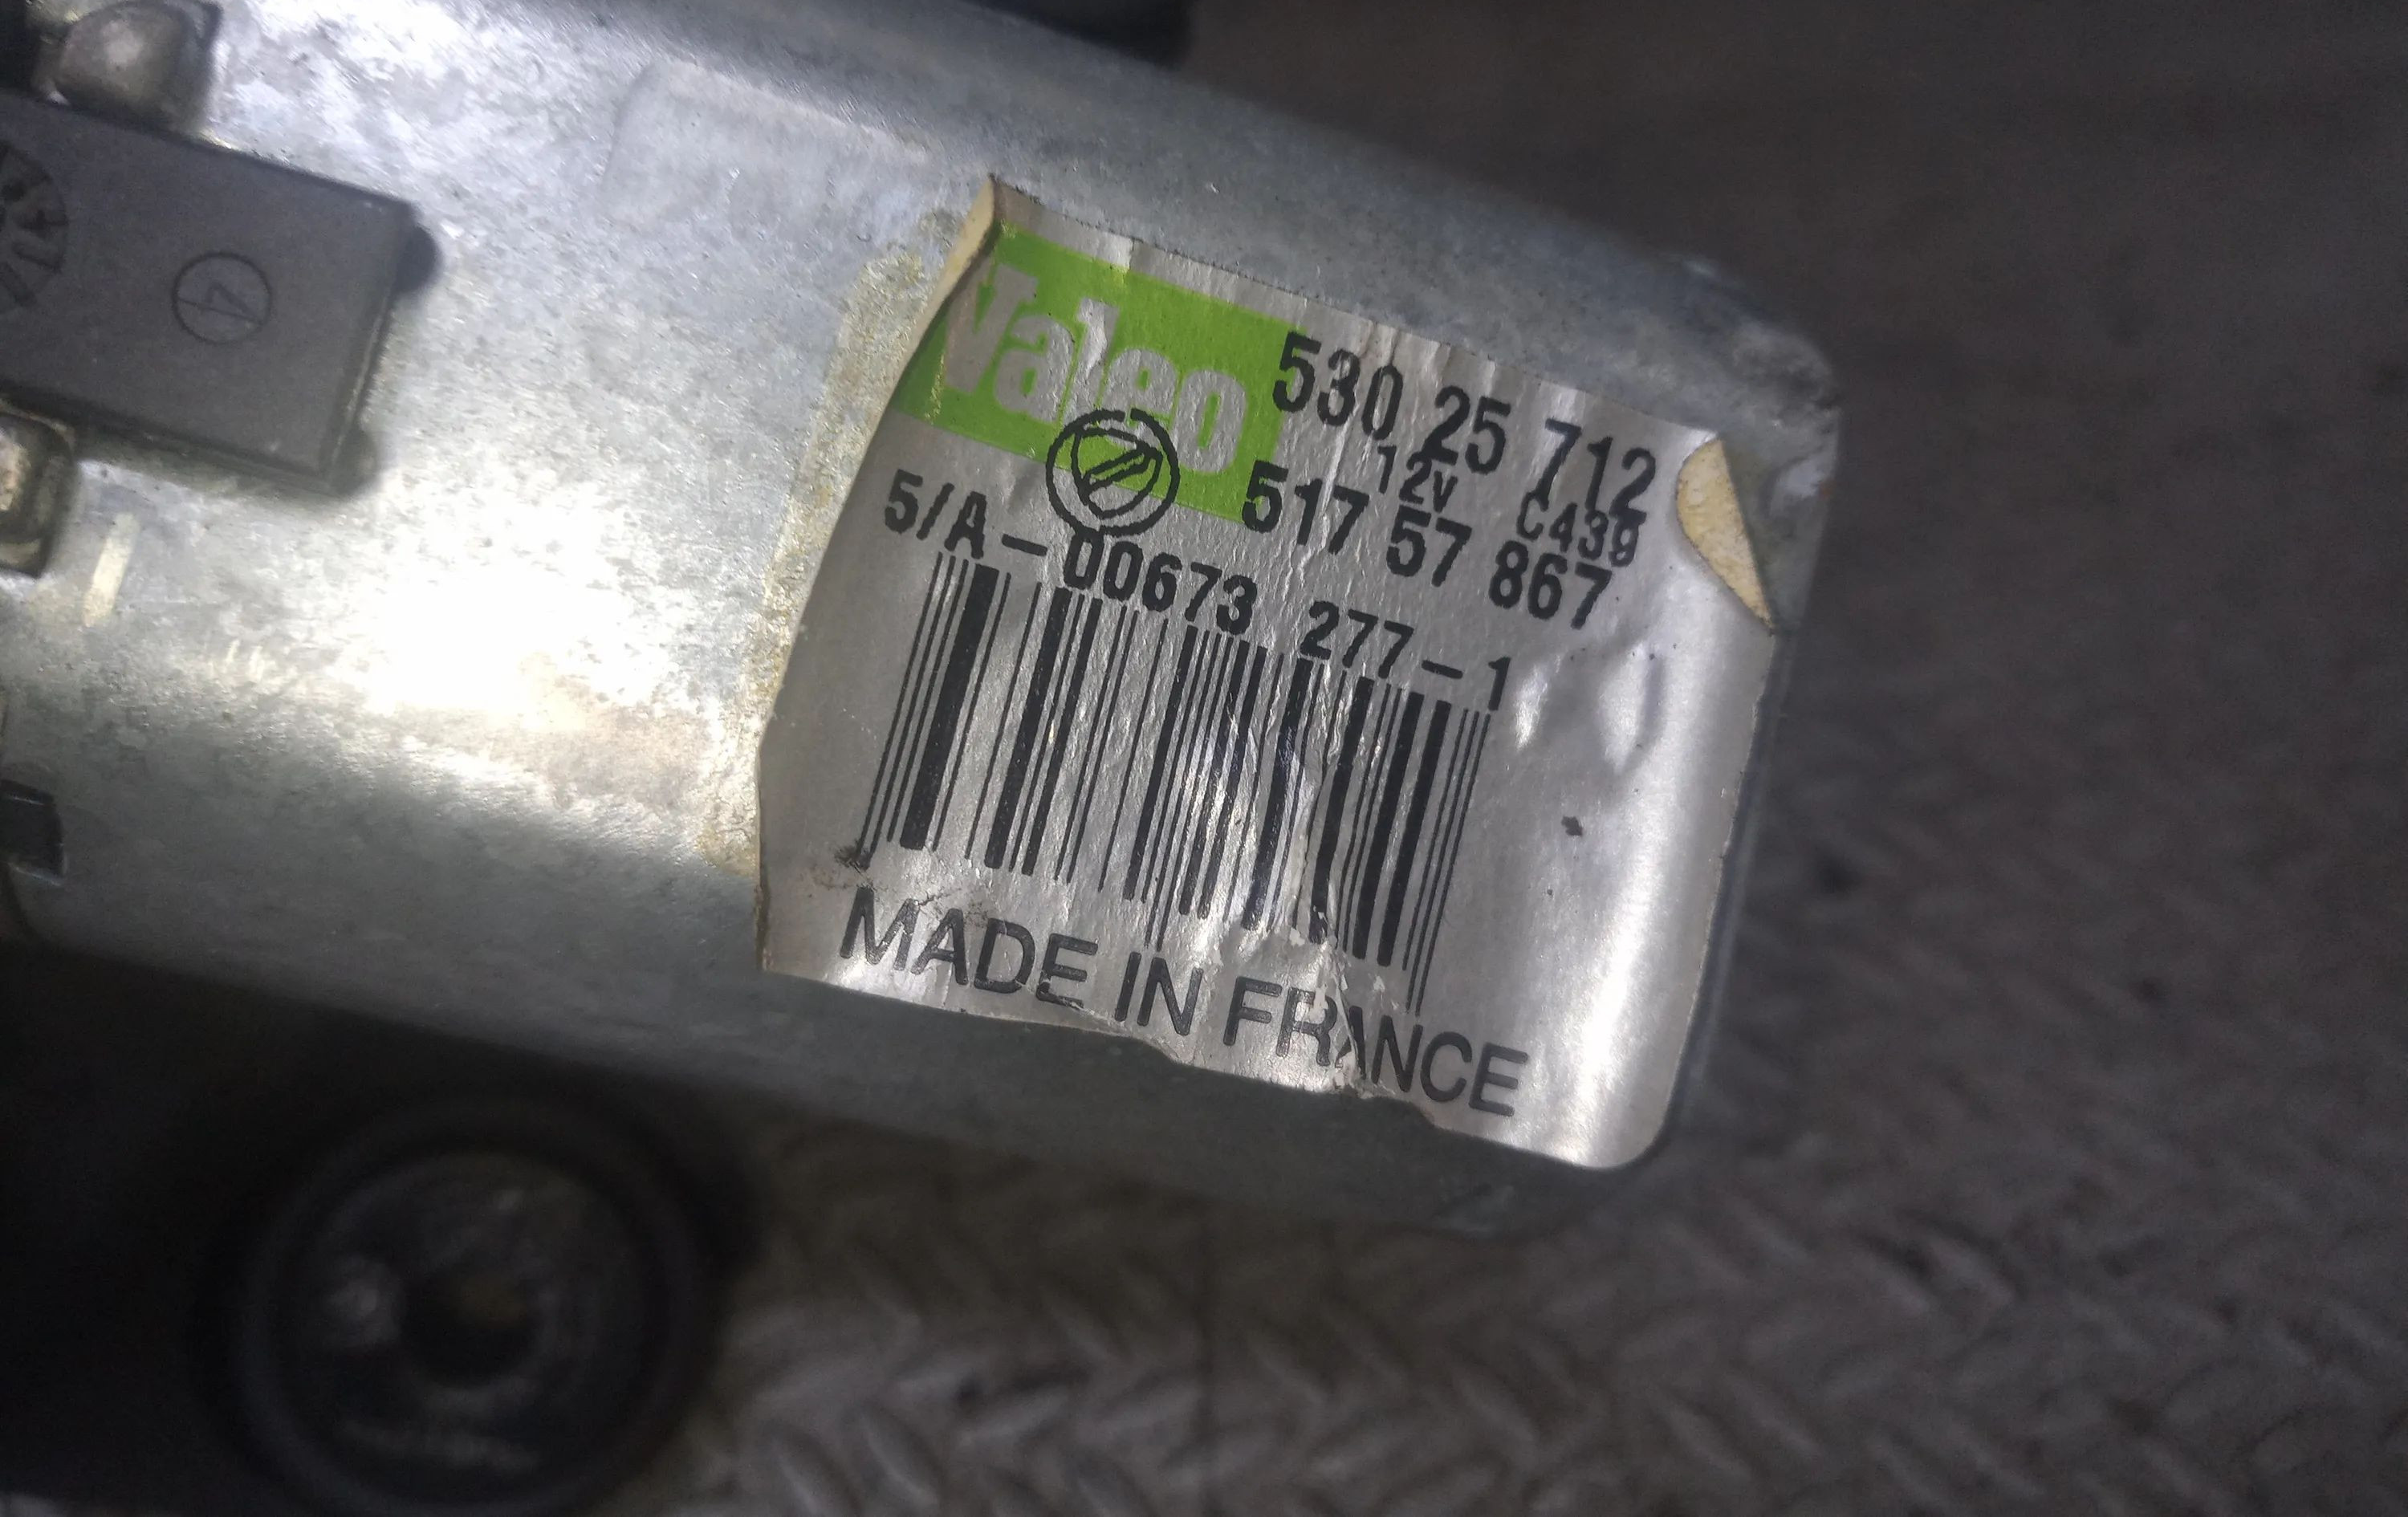 Valeo 530 25 712
12v C439
517 57 867
5/A-00673 277-1
MADE IN FRANCE